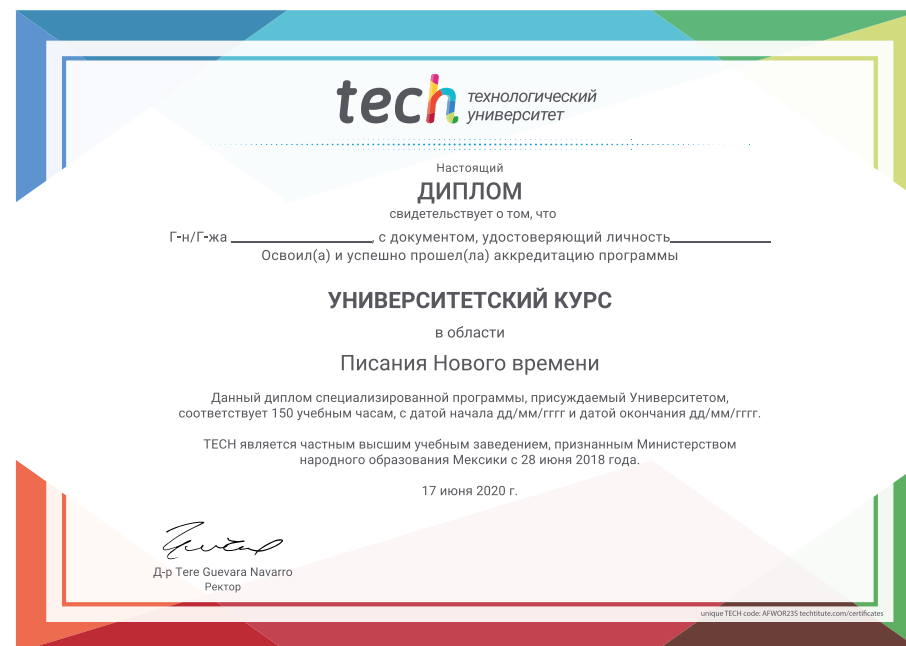 tech технологический
университет
Настоящий
ДИПЛОМ
свидетельствует о том, что
Г-н/Г-жа , с документом, удостоверяющий личность
Освоил(а) и успешно прошел(ла) аккредитацию программы
УНИВЕРСИТЕТСКИЙ КУРС
в области
Писания Нового времени
Данный диплом специализированной программы, присуждаемый Университетом,
соответствует 150 учебным часам, с датой начала дд/мм/гггг и датой окончания дд/мм/гггг.
TECH является частным высшим учебным заведением, признанным Министерством
народного образования Мексики с 28 июня 2018 года.
17 июня 2020 г.
Д-р Tere Guevara Navarro
Ректор
unique TECH code: AFWOR23S techtitute.com/certificates